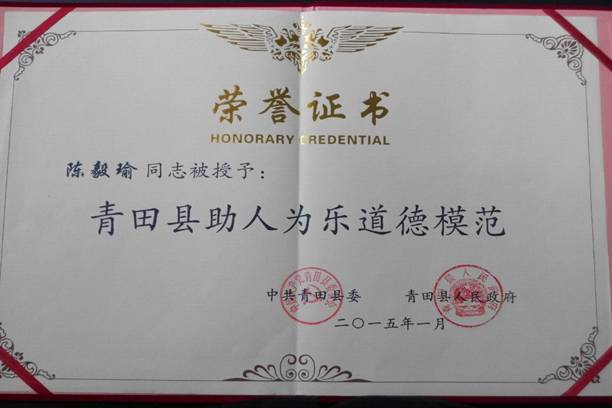 荣誉证书
HONORARY CREDENTIAL
陈毅瑜同志被授予：
青田县助人为乐道德模范
中共青田县委 青田县人民政府
二〇一五年一月